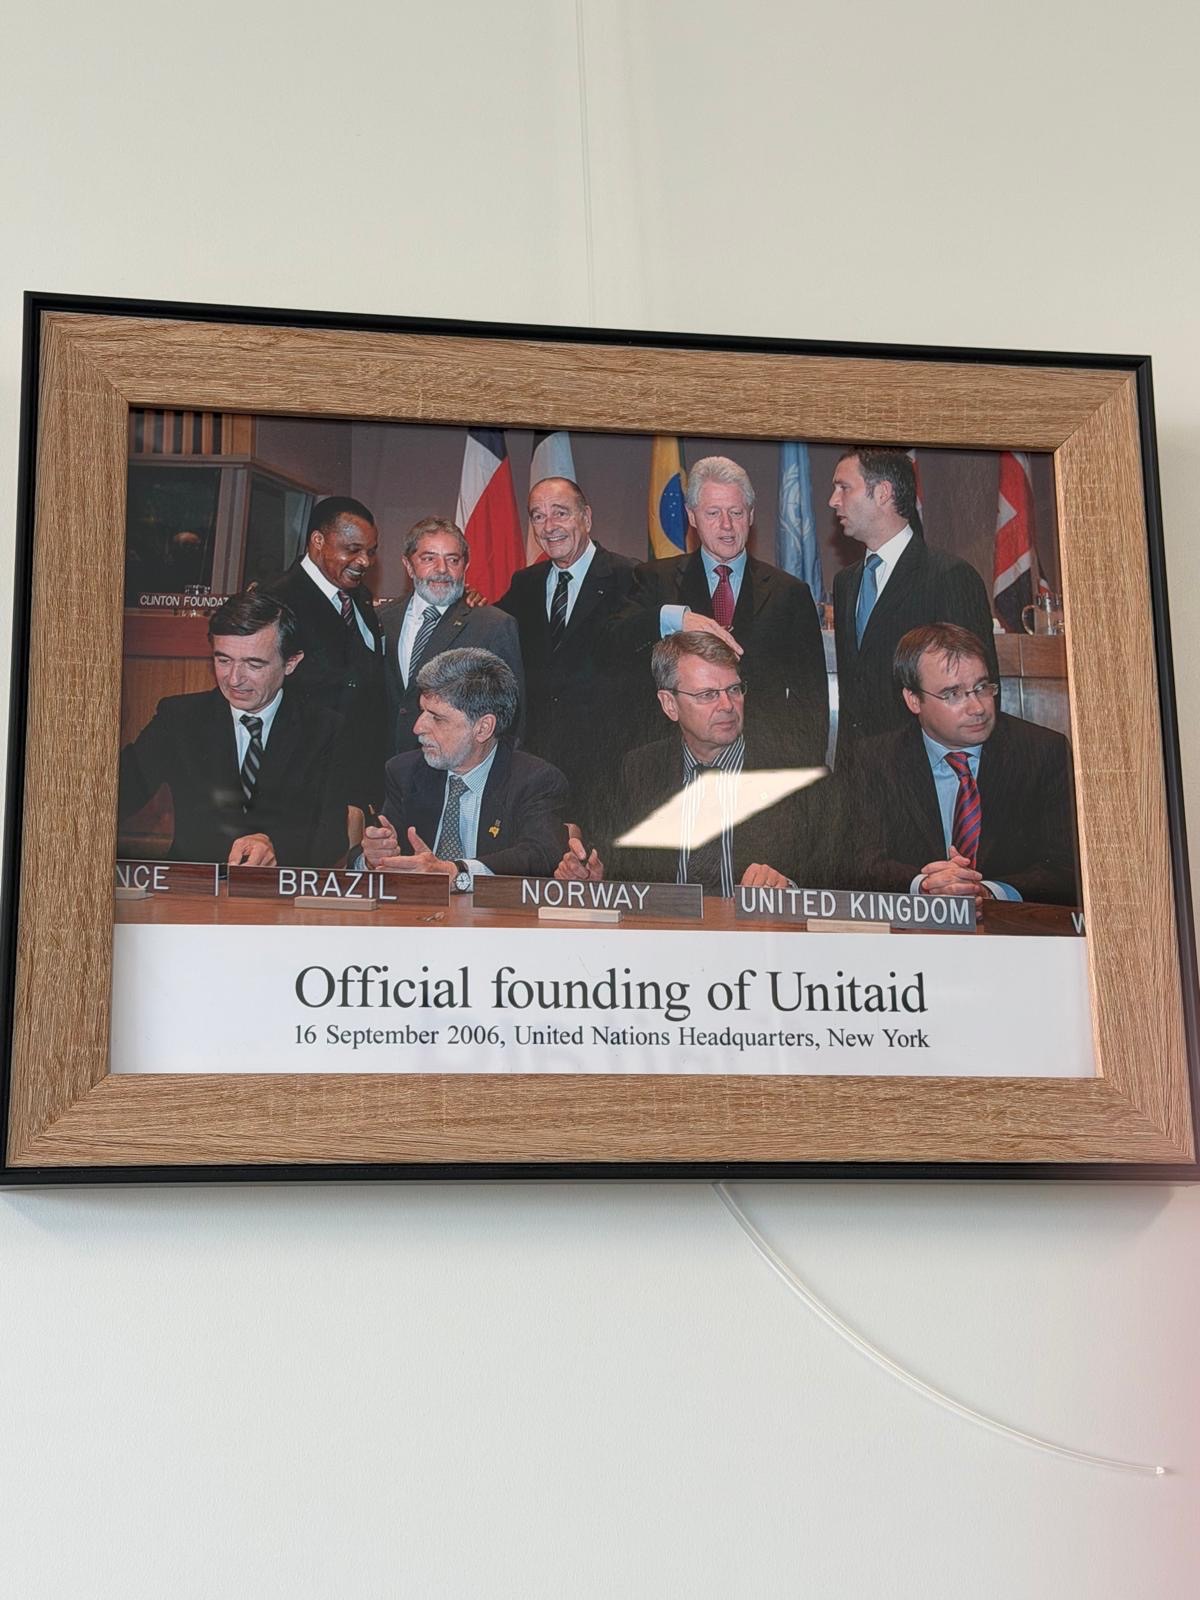 CLINTON FOUNDAT
NCE
BRAZIL
NORWAY
UNITED KINGDOM
W
Official founding of Unitaid
16 September 2006, United Nations Headquarters, New York